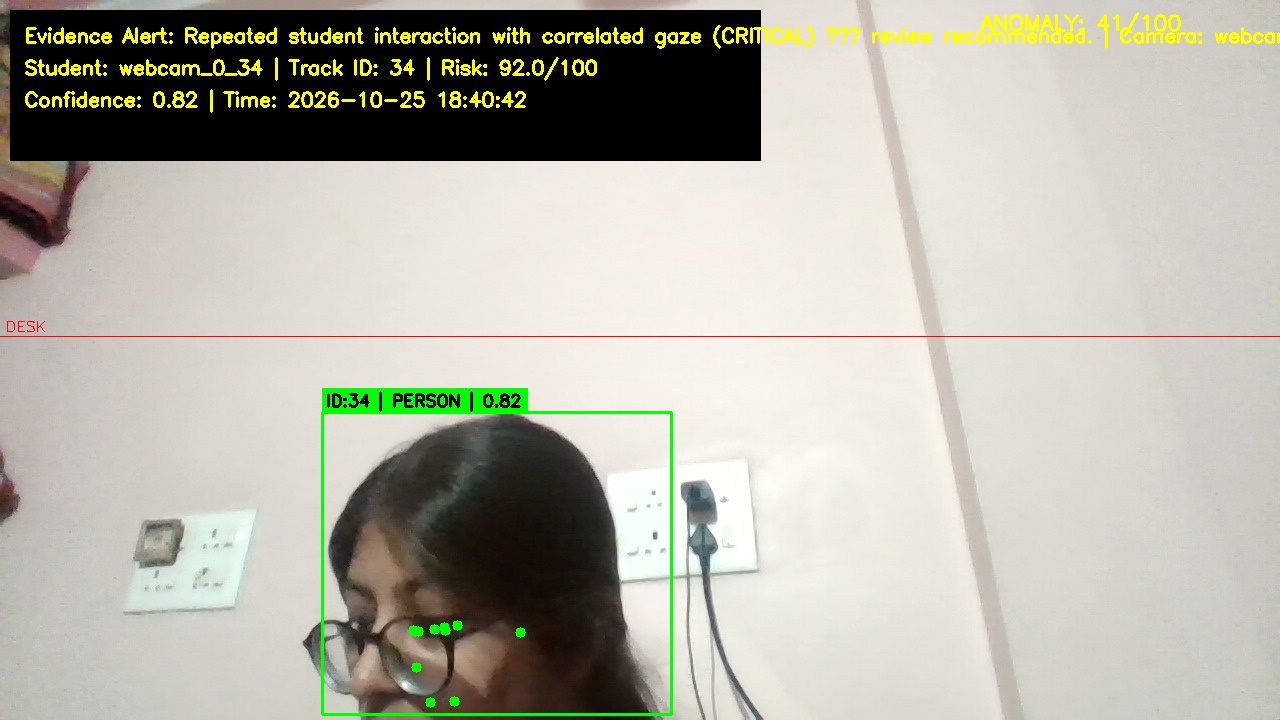 ANOMALY: 41/100
Evidence Alert: Repeated student interaction with correlated gaze (CRITICAL) ??? review recommended. | Camera: webcam
Student: webcam_0_34 | Track ID: 34 | Risk: 92.0/100
Confidence: 0.82 | Time: 2026-10-25 18:40:42
DESK
ID:34 | PERSON | 0.82